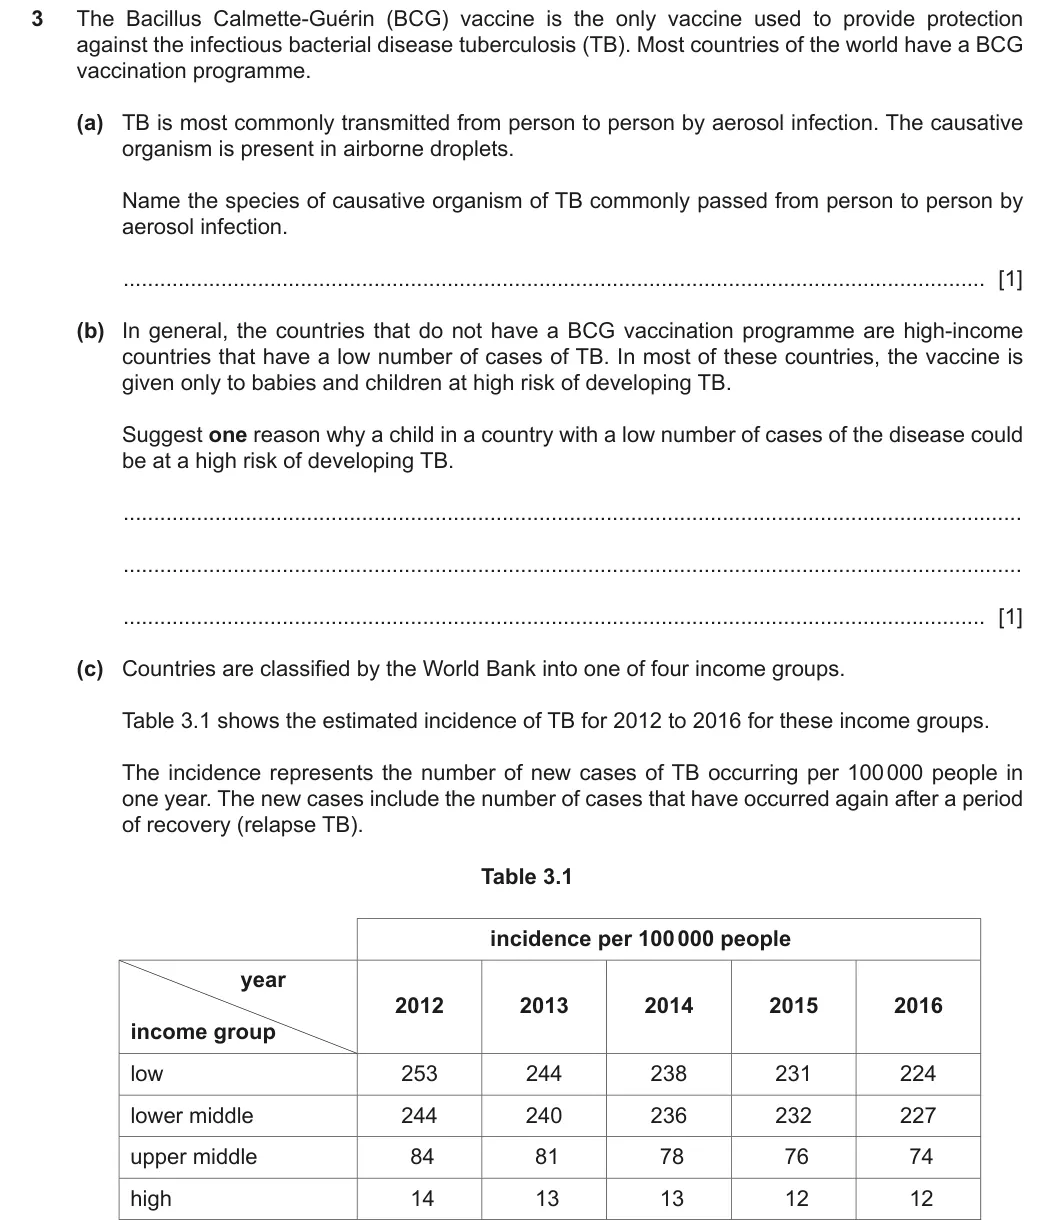 3 The Bacillus Calmette-Guérin (BCG) vaccine is the only vaccine used to provide protection
against the infectious bacterial disease tuberculosis (TB). Most countries of the world have a BCG
vaccination programme.
(a) TB is most commonly transmitted from person to person by aerosol infection. The causative
organism is present in airborne droplets.
Name the species of causative organism of TB commonly passed from person to person by
aerosol infection.
.......................................................................................................................................... [1]
(b) In general, the countries that do not have a BCG vaccination programme are high-income
countries that have a low number of cases of TB. In most of these countries, the vaccine is
given only to babies and children at high risk of developing TB.
Suggest one reason why a child in a country with a low number of cases of the disease could
be at a high risk of developing TB.
..................................................................................................................................................
..................................................................................................................................................
.......................................................................................................................................... [1]
(c) Countries are classified by the World Bank into one of four income groups.
Table 3.1 shows the estimated incidence of TB for 2012 to 2016 for these income groups.
The incidence represents the number of new cases of TB occurring per 100 000 people in
one year. The new cases include the number of cases that have occurred again after a period
of recovery (relapse TB).
Table 3.1
incidence per 100 000 people
year
income group
2012 2013 2014 2015 2016
low 253 244 238 231 224
lower middle 244 240 236 232 227
upper middle 84 81 78 76 74
high 14 13 13 12 12